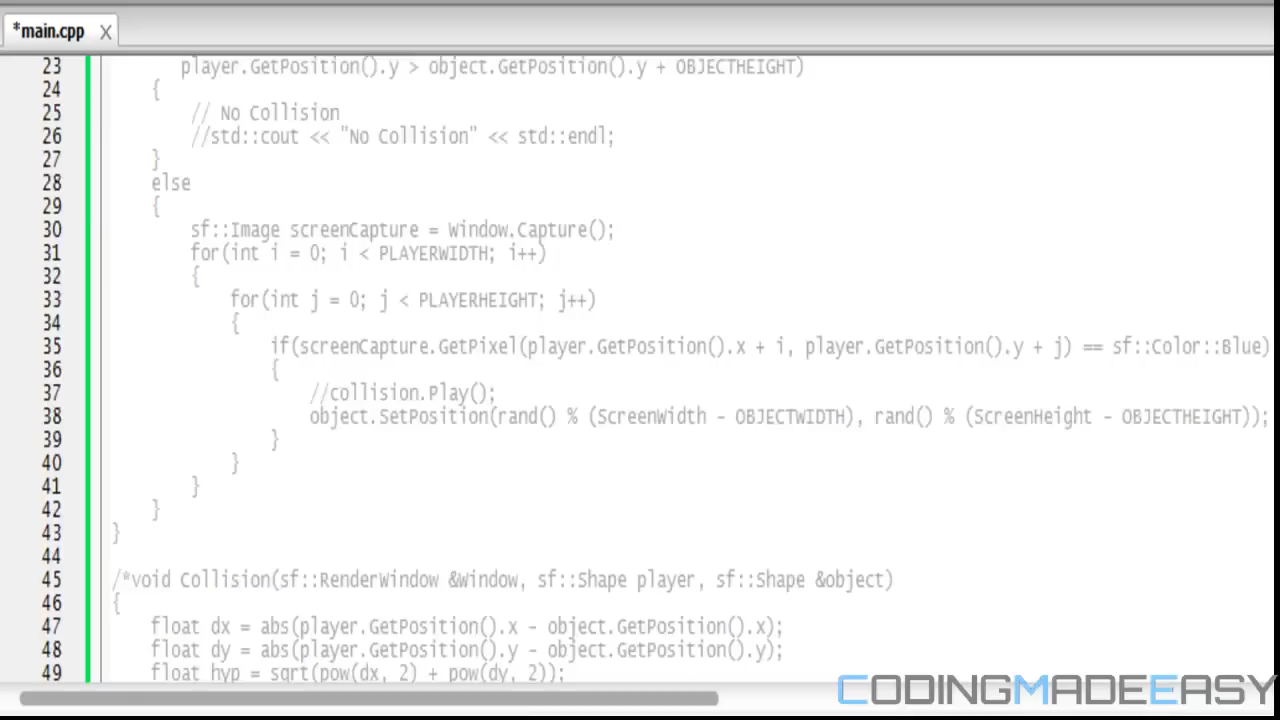 *main.cpp X
23 player.GetPosition().y > object.GetPosition().y + OBJECTHEIGHT)
24 {
25 // No Collision
26 //std::cout << "No Collision" << std::endl;
27 }
28 else
29 {
30 sf::Image screenCapture = Window.Capture();
31 for(int i = 0; i < PLAYERWIDTH; i++)
32 {
33 for(int j = 0; j < PLAYERHEIGHT; j++)
34 {
35 if(screenCapture.GetPixel(player.GetPosition().x + i, player.GetPosition().y + j) == sf::Color::Blue)
36 {
37 //collision.Play();
38 object.SetPosition(rand() % (ScreenWidth - OBJECTWIDTH), rand() % (ScreenHeight - OBJECTHEIGHT));
39 }
40 }
41 }
42 }
43 }
44
45 /*void Collision(sf::RenderWindow &Window, sf::Shape player, sf::Shape &object)
46 {
47 float dx = abs(player.GetPosition().x - object.GetPosition().x);
48 float dy = abs(player.GetPosition().y - object.GetPosition().y);
49 float hyp = sqrt(pow(dx, 2) + pow(dy, 2));
CODINGMADEEASY